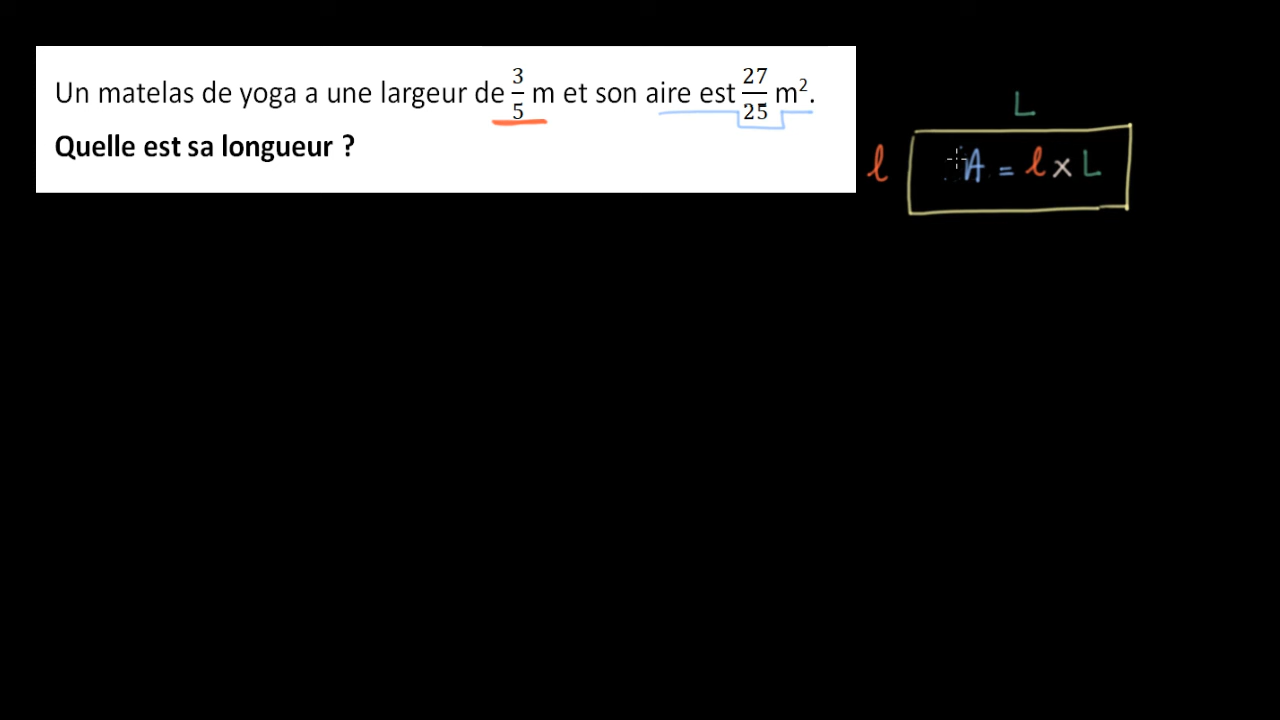 Un matelas de yoga a une largeur de 3/5 m et son aire est 27/25 m².
Quelle est sa longueur ?
L
l
A = l x L